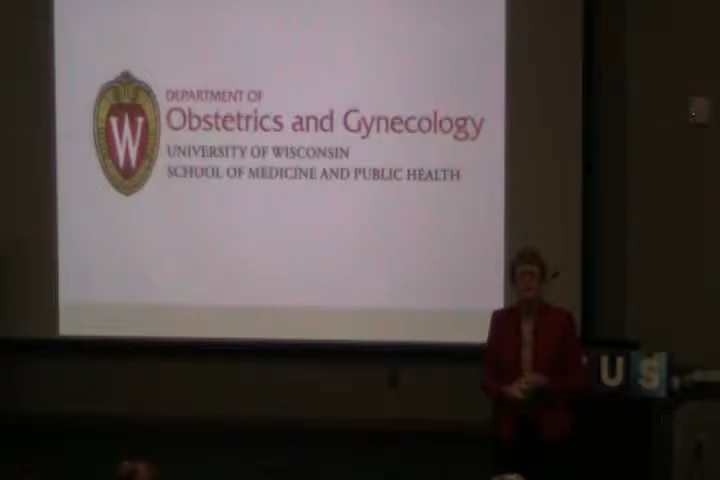 DEPARTMENT OF
Obstetrics and Gynecology
UNIVERSITY OF WISCONSIN
SCHOOL OF MEDICINE AND PUBLIC HEALTH
W
US